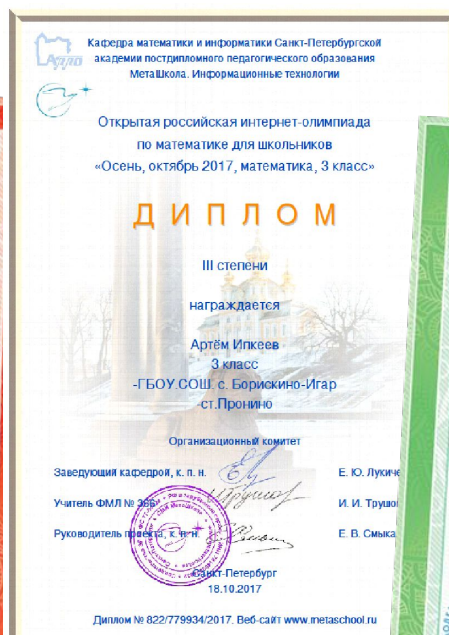 Кафедра математики и информатики Санкт-Петербургской
академии постдипломного педагогического образования
МетаШкола. Информационные технологии
Открытая российская интернет-олимпиада
по математике для школьников
«Осень, октябрь 2017, математика, 3 класс»
ДИПЛОМ
III степени
награждается
Артём Ипкеев
3 класс
-ГБОУ.СОШ. с. Борискино-Игар
-ст.Пронино
Организационный комитет
Заведующий кафедрой, к. п. н. Е. Ю. Лукиче
Учитель ФМЛ № И. И. Трушо
Руководитель проекта, к. п. н. Е. В. Смыка
Санкт-Петербург
18.10.2017
Диплом № 822/779934/2017. Веб-сайт www.metaschool.ru